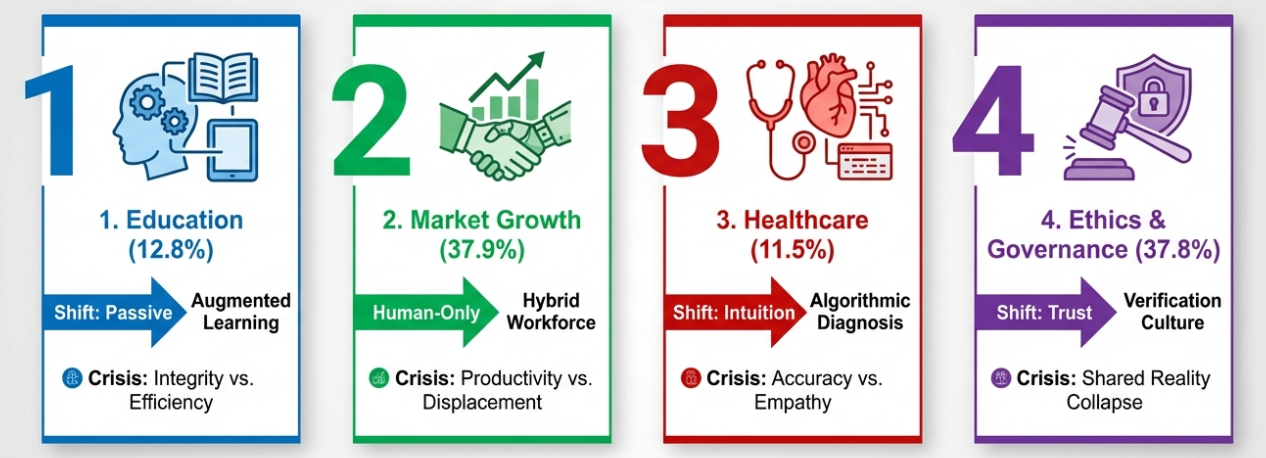 1
1. Education
(12.8%)
Shift: Passive
Augmented
Learning
Crisis: Integrity vs.
Efficiency
2
2. Market Growth
(37.9%)
Human-Only
Hybrid
Workforce
Crisis: Productivity vs.
Displacement
3
3. Healthcare
(11.5%)
Shift: Intuition
Algorithmic
Diagnosis
Crisis: Accuracy vs.
Empathy
4
4. Ethics &
Governance (37.8%)
Shift: Trust
Verification
Culture
Crisis: Shared Reality
Collapse